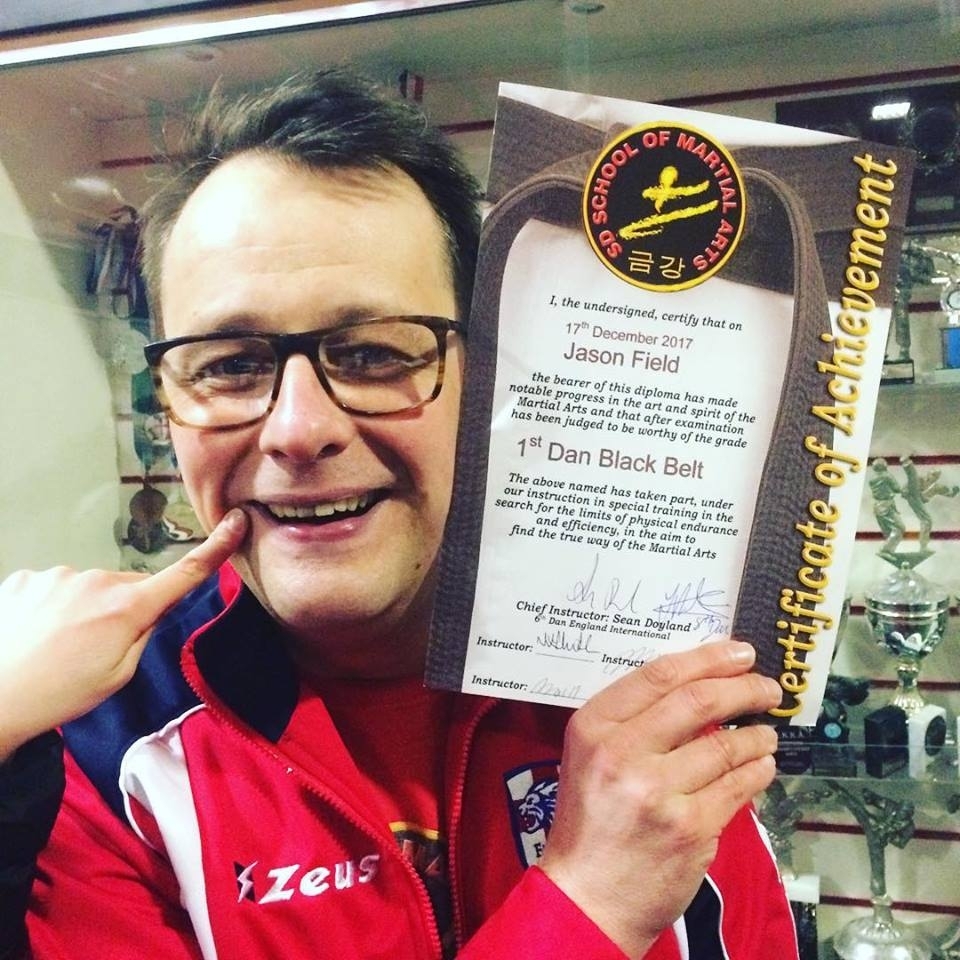 SD SCHOOL OF MARTIAL ARTS
금강
Certificate of Achievement
I, the undersigned, certify that on
17th December 2017
Jason Field
the bearer of this diploma has made
notable progress in the art and spirit of the
Martial Arts and that after examination
has been judged to be worthy of the grade
1st Dan Black Belt
The above named has taken part, under
our instruction in special training in the
search for the limits of physical endurance
and efficiency, in the aim to
find the true way of the Martial Arts
Chief Instructor: Sean Doyland
6th Dan England International
Instructor:
Instruct
Instructor:
Zeus